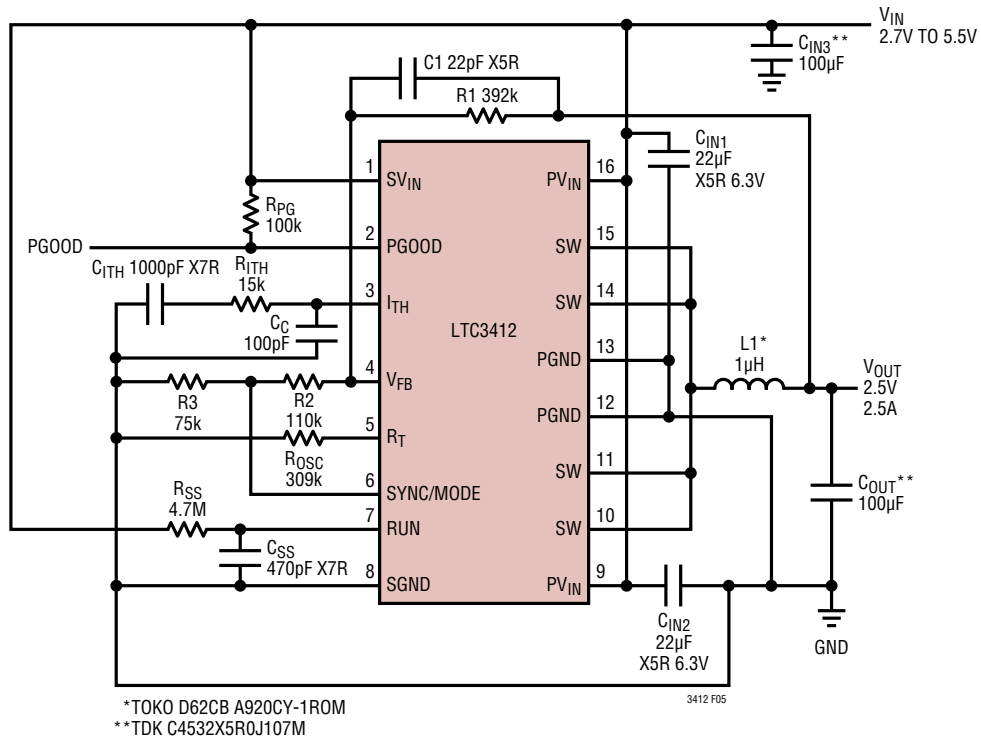 V_IN
2.7V TO 5.5V
C_IN3**
100µF
C1 22pF X5R
R1 392k
C_IN1
22µF
X5R 6.3V
1
SV_IN
PV_IN
16
R_PG
100k
PGOOD
2
PGOOD
SW
15
C_ITH 1000pF X7R
R_ITH
15k
3
I_TH
SW
14
C_C
100pF
LTC3412
PGND
13
L1*
1µH
4
V_FB
R3
75k
R2
110k
PGND
12
V_OUT
2.5V
2.5A
5
R_T
R_OSC
309k
SW
11
6
SYNC/MODE
C_OUT**
100µF
R_SS
4.7M
7
RUN
SW
10
C_SS
470pF X7R
8
SGND
PV_IN
9
C_IN2
22µF
X5R 6.3V
GND
3412 F05
*TOKO D62CB A920CY-1ROM
**TDK C4532X5R0J107M